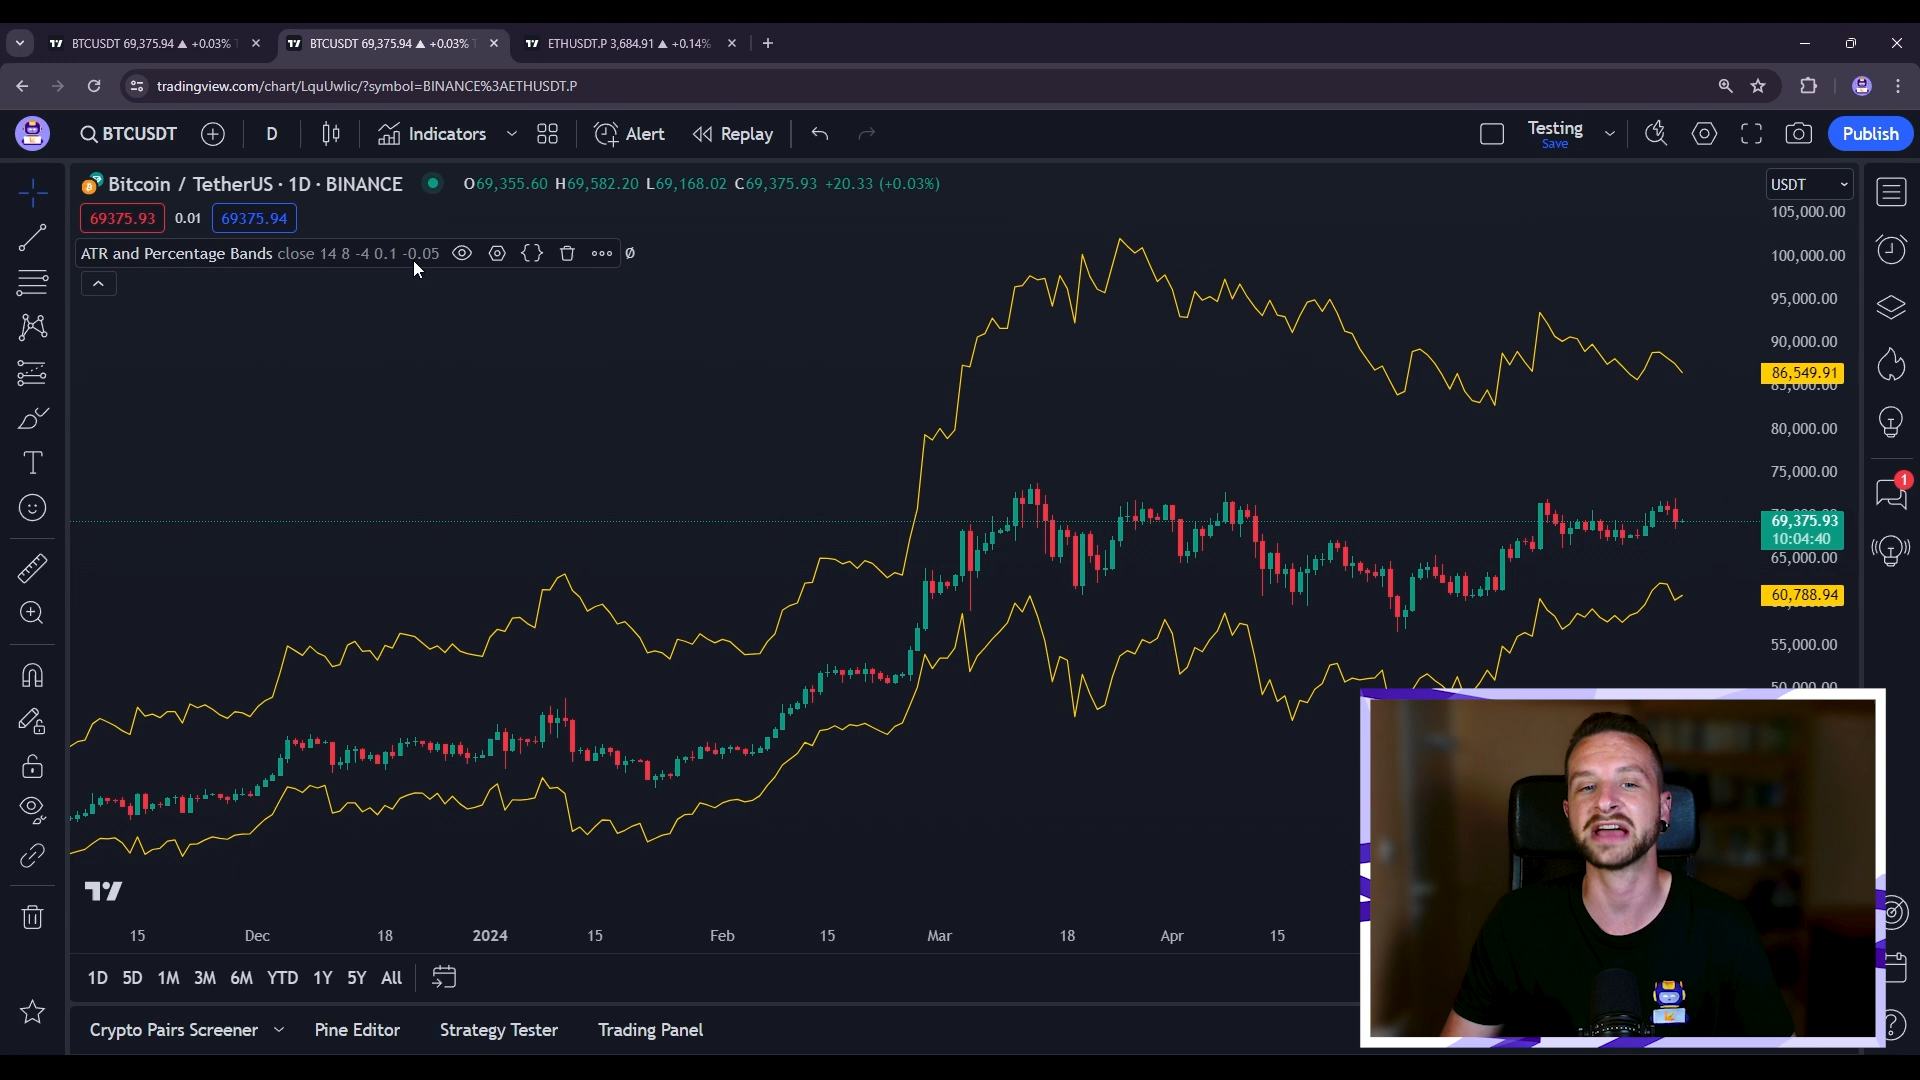 BTCUSDT 69,375.94 ▲ +0.03%
BTCUSDT 69,375.94 ▲ +0.03%
ETHUSDT.P 3,684.91 ▲ +0.14%
tradingview.com/chart/LquUwlic/?symbol=BINANCE%3AETHUSDT.P
BTCUSDT D Indicators Alert Replay Testing Save Publish
Bitcoin / TetherUS · 1D · BINANCE O69,355.60 H69,582.20 L69,168.02 C69,375.93 +20.33 (+0.03%)
USDT
69375.93 0.01 69375.94
ATR and Percentage Bands close 14 8 -4 0.1 -0.05 Ø
105,000.00
100,000.00
95,000.00
90,000.00
86,549.91
85,000.00
80,000.00
75,000.00
69,375.93
10:04:40
65,000.00
60,788.94
55,000.00
50,000.00
1
15 Dec 18 2024 15 Feb 15 Mar 18 Apr 15
1D 5D 1M 3M 6M YTD 1Y 5Y All
Crypto Pairs Screener Pine Editor Strategy Tester Trading Panel